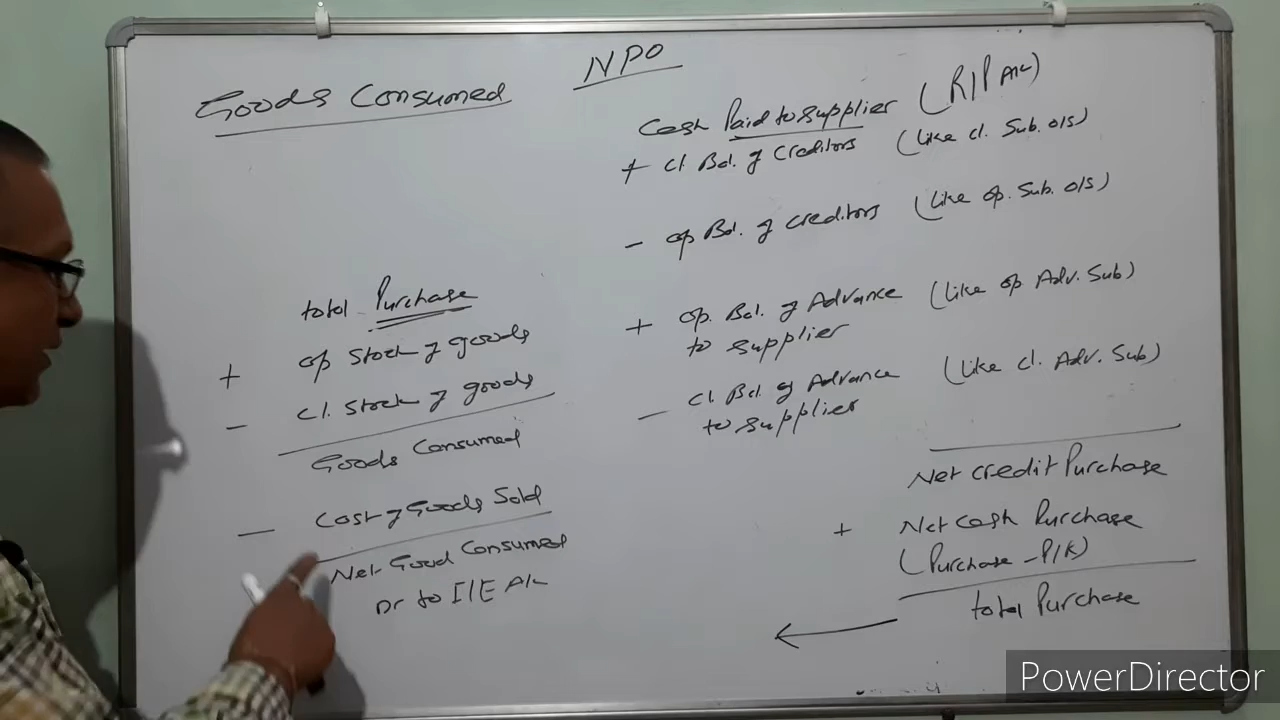 NPO
Goods Consumed
Cash Paid to supplier (R/P A/c)
+ Cl. Bal. of Creditors (Like cl. Sub. o/s)
- op Bal. of creditors (Like op. Sub. o/s)
+ op. Bal. of Advance (Like op Adv. Sub)
to supplier
- Cl. Bal. of Advance (Like cl. Adv. Sub)
to supplier
Net credit Purchase
+ Net cash Purchase
(Purchase - P/R)
total Purchase
total Purchase
+ op Stock of goods
- Cl. Stock of goods
Goods Consumed
- Cost of Goods Sold
Net Good Consumed
Dr to I/E A/c
PowerDirector